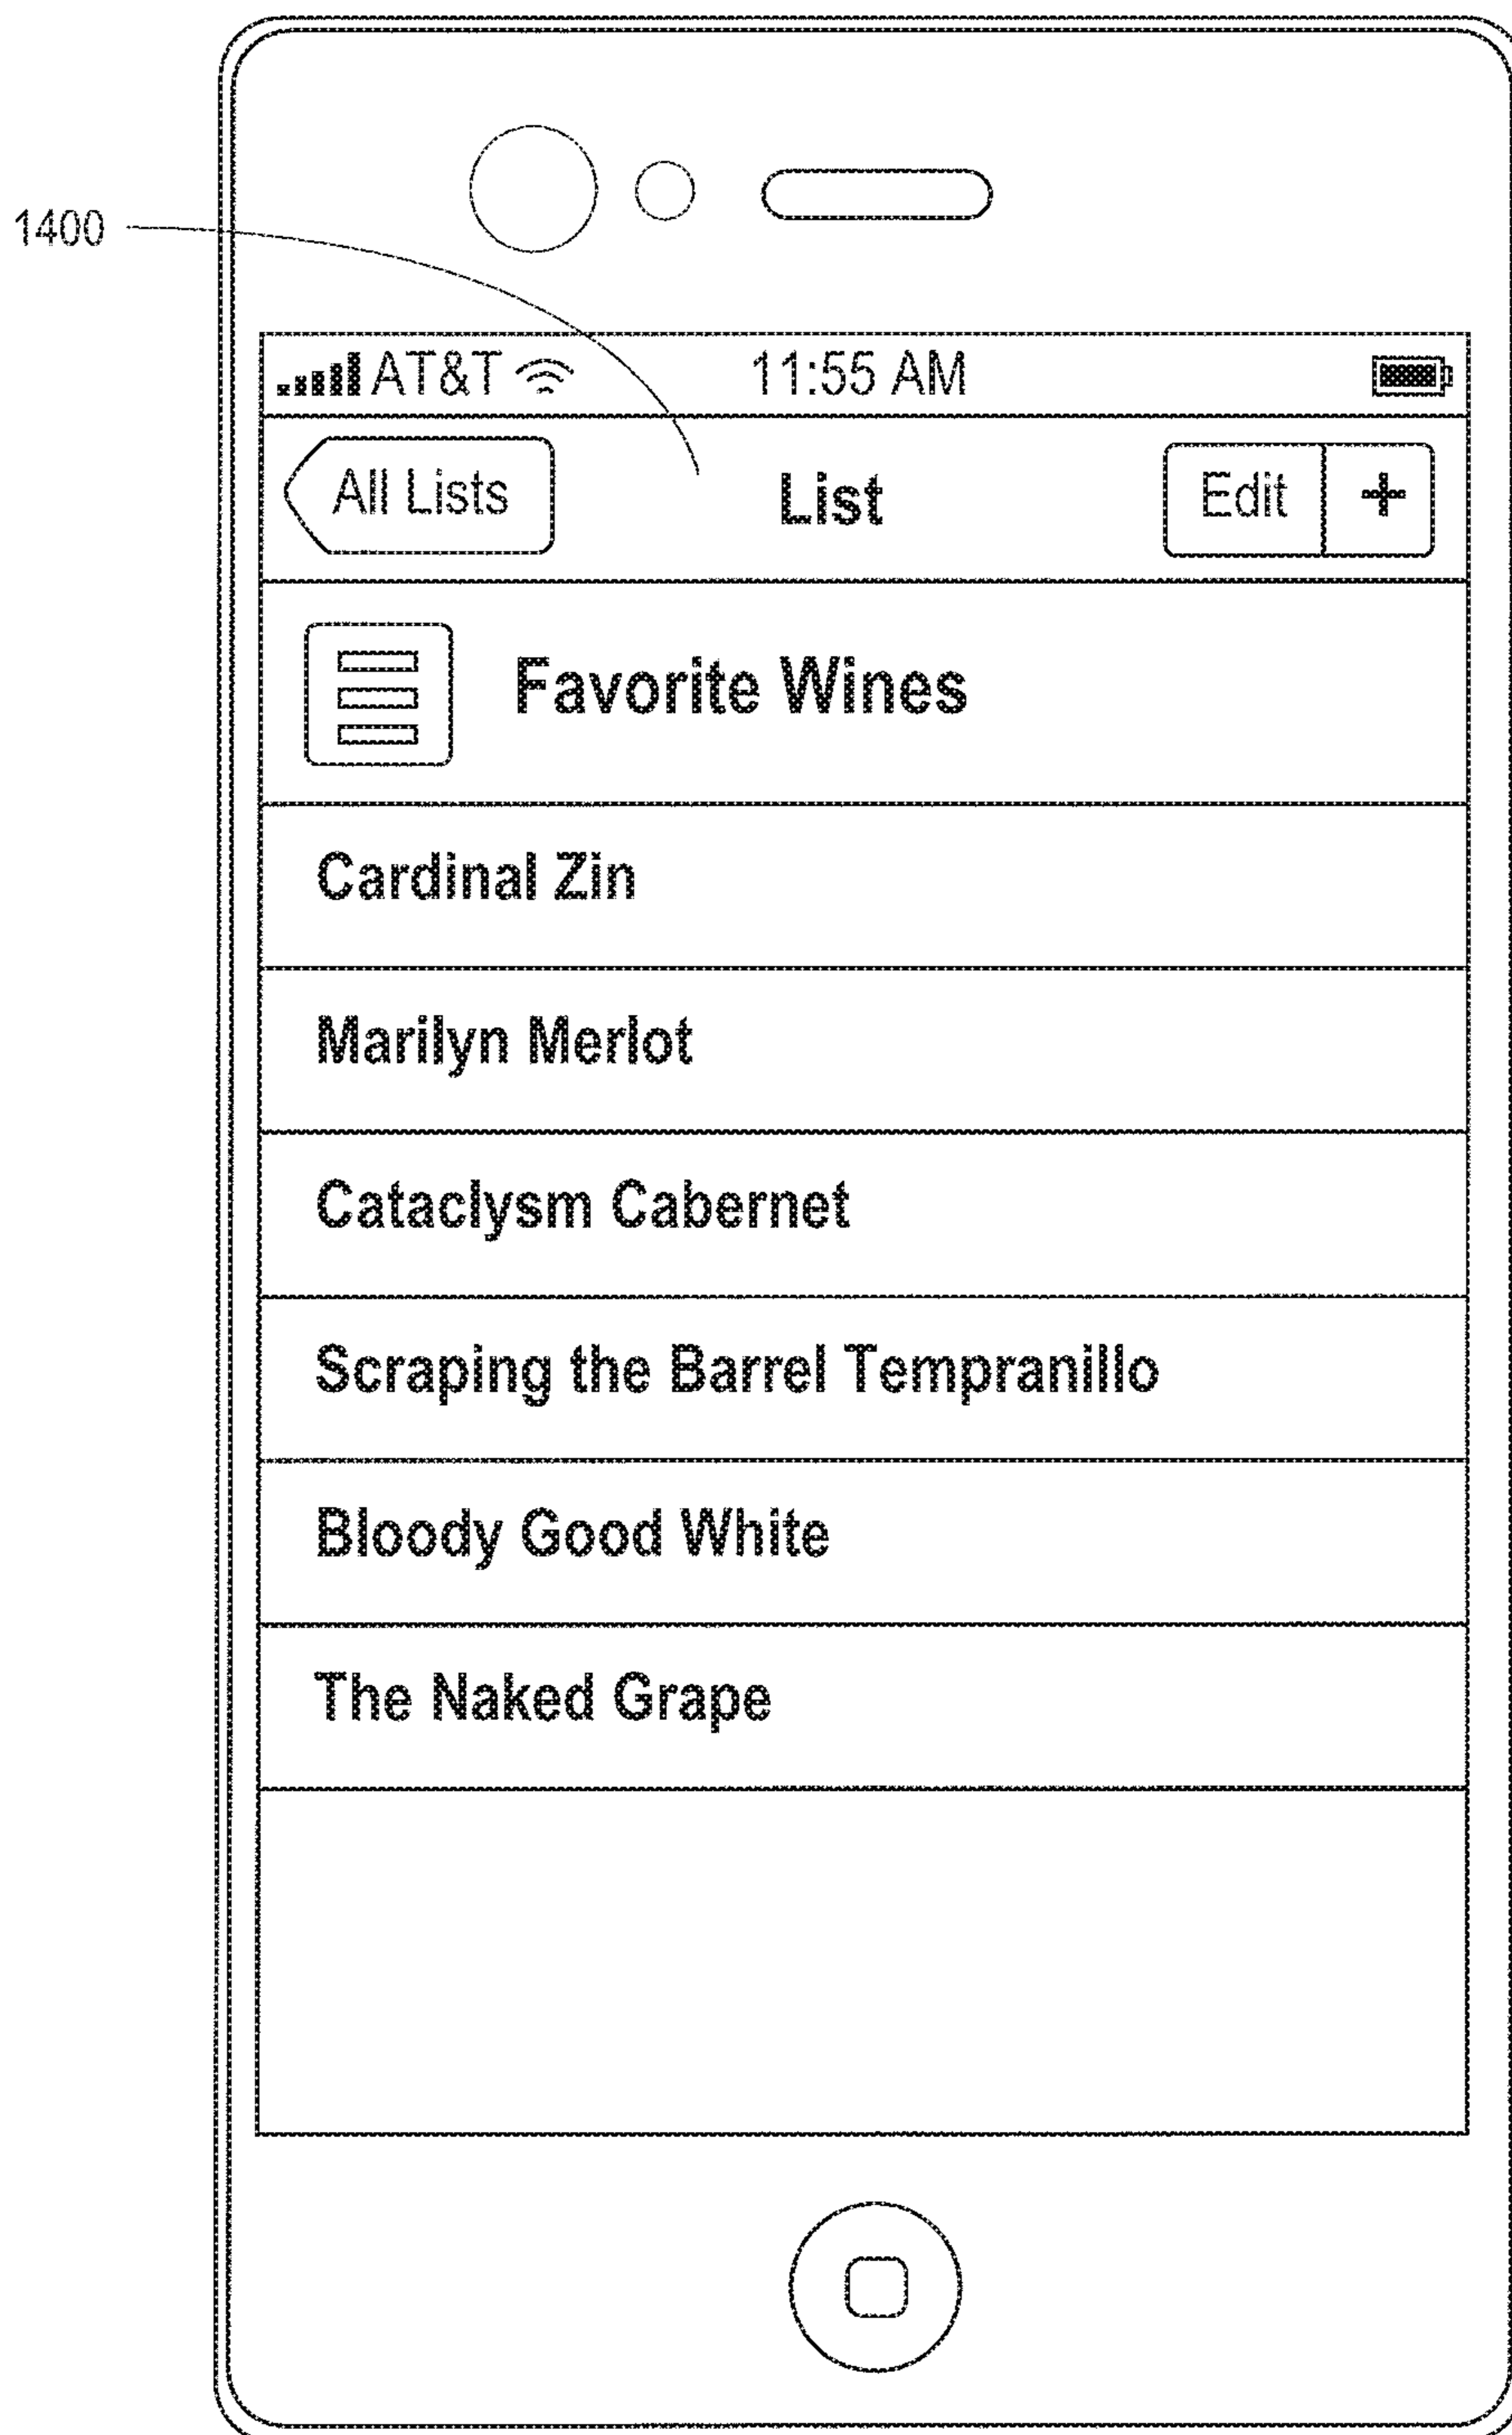 1400
AT&T 11:55 AM
All Lists List Edit +
Favorite Wines
Cardinal Zin
Marilyn Merlot
Cataclysm Cabernet
Scraping the Barrel Tempranillo
Bloody Good White
The Naked Grape